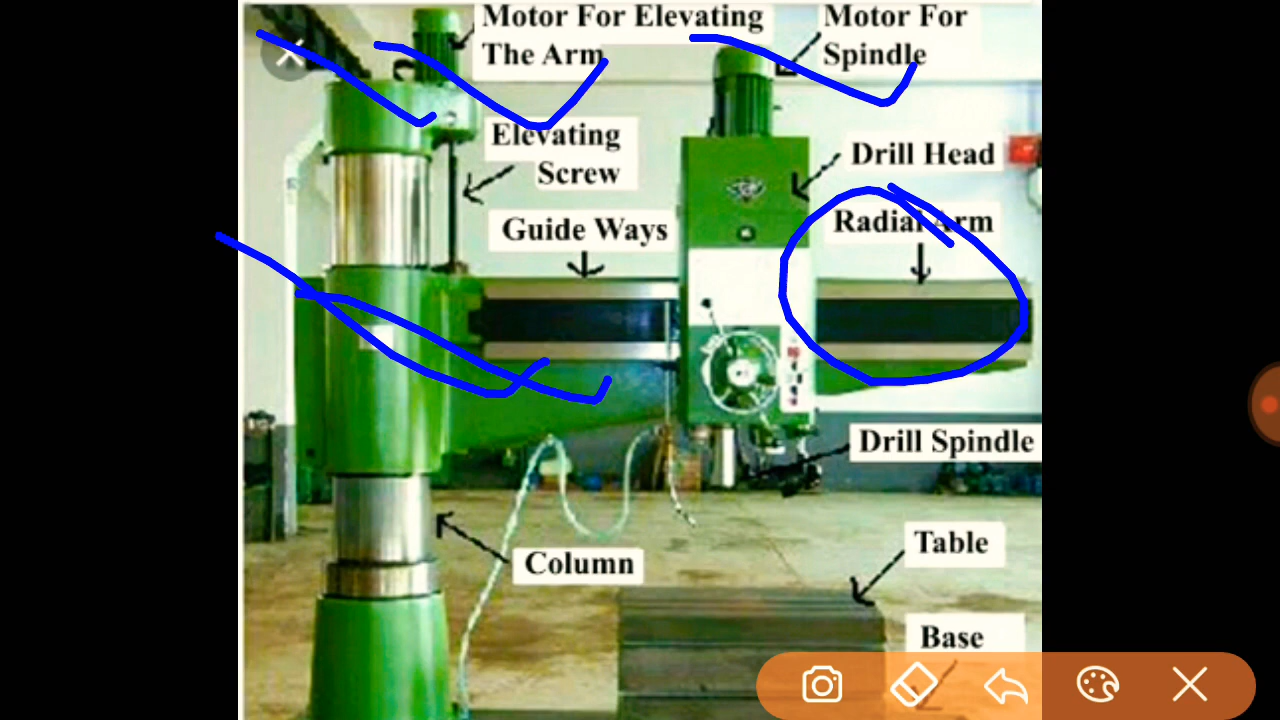 Motor For Elevating
The Arm
Motor For
Spindle
Elevating
Screw
Drill Head
Guide Ways
Radial Arm
Drill Spindle
Column
Table
Base